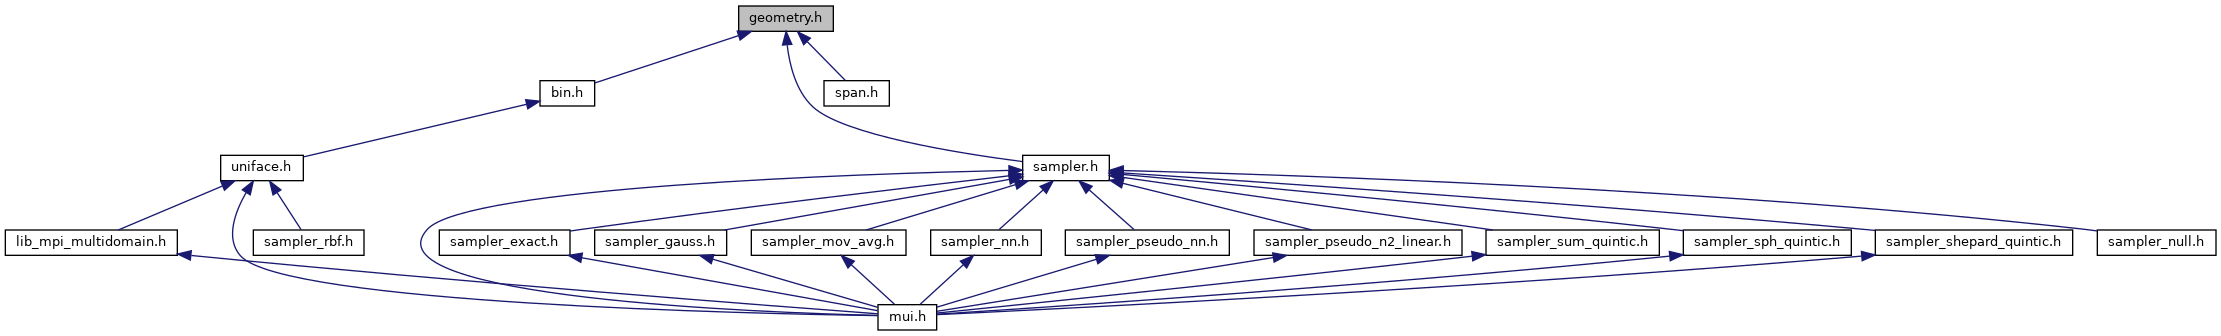 geometry.h
bin.h
span.h
uniface.h
sampler.h
lib_mpi_multidomain.h
sampler_rbf.h
sampler_exact.h
sampler_gauss.h
sampler_mov_avg.h
sampler_nn.h
sampler_pseudo_nn.h
sampler_pseudo_n2_linear.h
sampler_sum_quintic.h
sampler_sph_quintic.h
sampler_shepard_quintic.h
sampler_null.h
mui.h